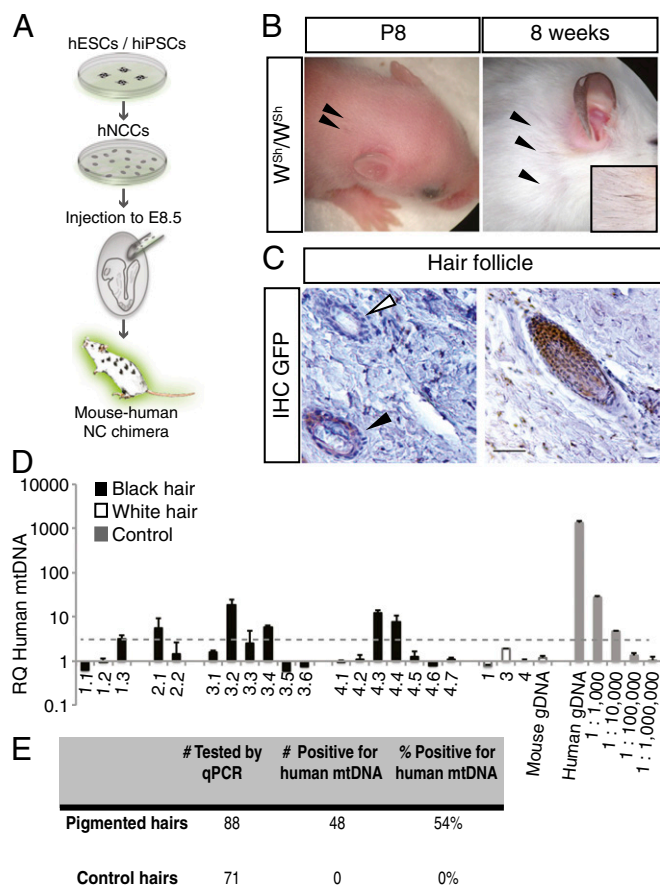 A
hESCs / hiPSCs
hNCCs
Injection to E8.5
Mouse-human
NC chimera
B
P8
8 weeks
W^Sh/W^Sh
C
Hair follicle
IHC GFP
D
RQ Human mtDNA
10000
1000
100
10
1
0.1
Black hair
White hair
Control
1.1
1.2
1.3
2.1
2.2
3.1
3.2
3.3
3.4
3.5
3.6
4.1
4.2
4.3
4.4
4.5
4.6
4.7
1
3
4
Mouse gDNA
Human gDNA
1 : 1,000
1 : 10,000
1 : 100,000
1 : 1,000,000
E
# Tested by qPCR
# Positive for human mtDNA
% Positive for human mtDNA
Pigmented hairs 88 48 54%
Control hairs 71 0 0%